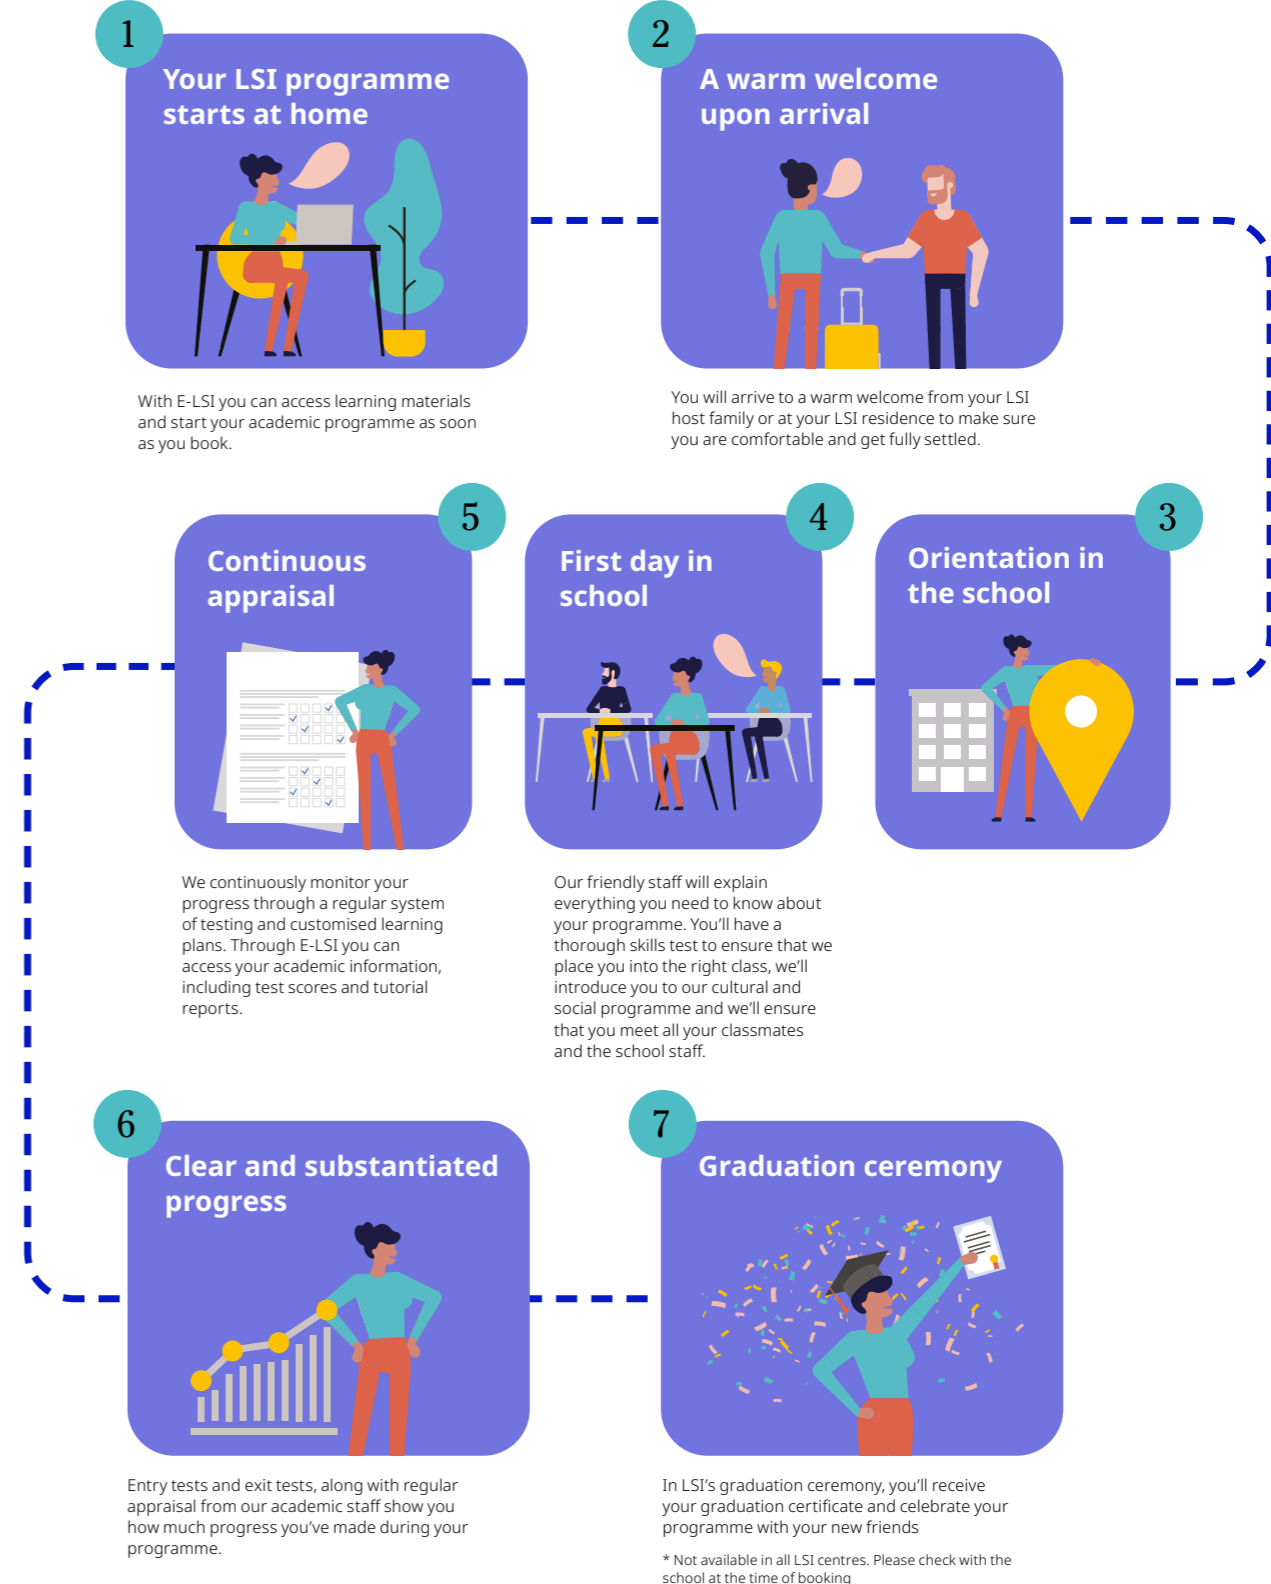 1
Your LSI programme
starts at home
With E-LSI you can access learning materials
and start your academic programme as soon
as you book.
2
A warm welcome
upon arrival
You will arrive to a warm welcome from your LSI
host family or at your LSI residence to make sure
you are comfortable and get fully settled.
3
Orientation in
the school
4
First day in
school
Our friendly staff will explain
everything you need to know about
your programme. You’ll have a
thorough skills test to ensure that we
place you into the right class, we’ll
introduce you to our cultural and
social programme and we’ll ensure
that you meet all your classmates
and the school staff.
5
Continuous
appraisal
We continuously monitor your
progress through a regular system
of testing and customised learning
plans. Through E-LSI you can
access your academic information,
including test scores and tutorial
reports.
6
Clear and substantiated
progress
Entry tests and exit tests, along with regular
appraisal from our academic staff show you
how much progress you’ve made during your
programme.
7
Graduation ceremony
In LSI’s graduation ceremony, you’ll receive
your graduation certificate and celebrate your
programme with your new friends
* Not available in all LSI centres. Please check with the
school at the time of booking